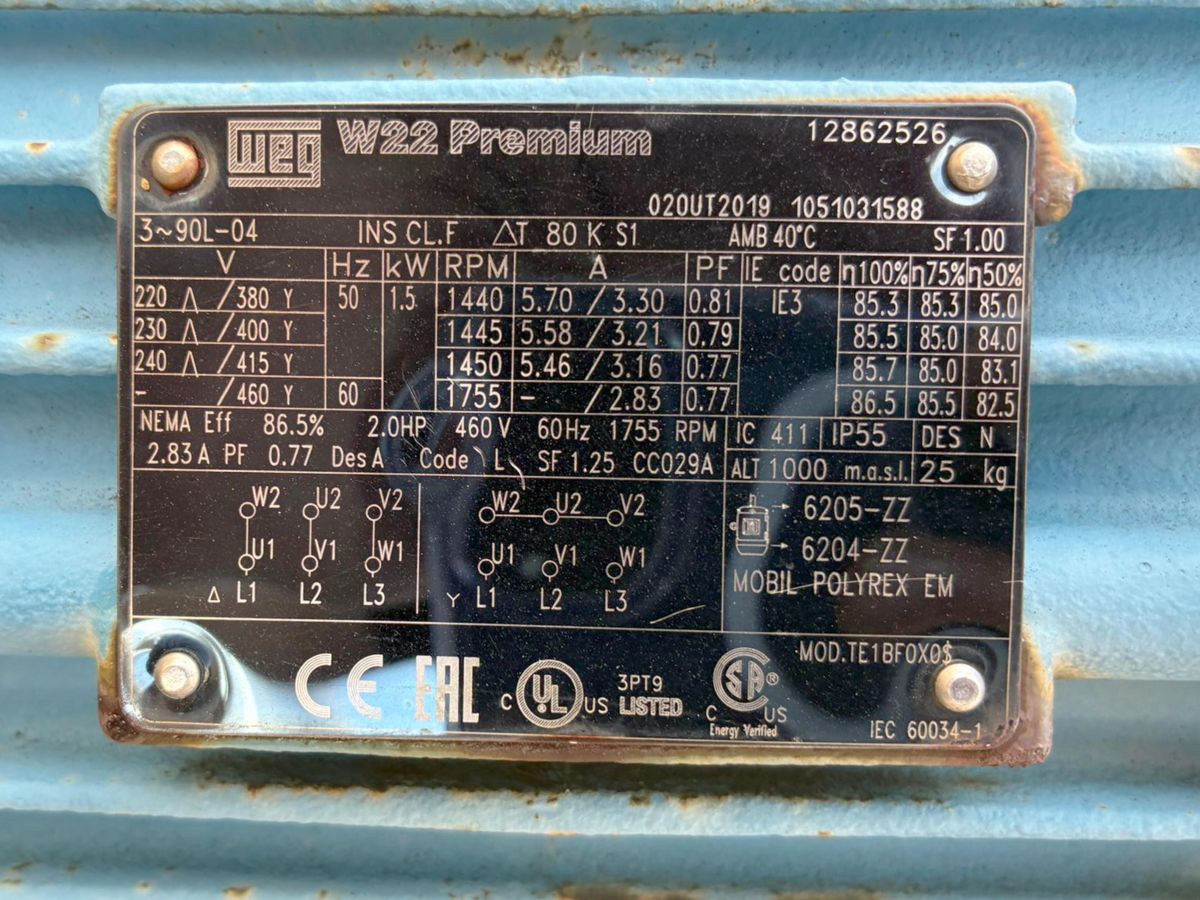 WEG W22 Premium 12862526
02OUT2019 1051031588
3~90L-04 INS CL.F ΔT 80 K S1 AMB 40°C SF 1.00
V Hz kW RPM A PF IE code η100% η75% η50%
220 Δ / 380 Y 50 1.5 1440 5.70 / 3.30 0.81 IE3 85.3 85.3 85.0
230 Δ / 400 Y 1445 5.58 / 3.21 0.79 85.5 85.0 84.0
240 Δ / 415 Y 1450 5.46 / 3.16 0.77 85.7 85.0 83.1
- / 460 Y 60 1755 - / 2.83 0.77 86.5 85.5 82.5
NEMA Eff 86.5% 2.0HP 460 V 60Hz 1755 RPM IC 411 IP55 DES N
2.83 A PF 0.77 Des A Code L SF 1.25 CC029A ALT 1000 m.a.s.l. 25 kg
W2 U2 V2 W2 U2 V2 6205-ZZ
U1 V1 W1 U1 V1 W1 6204-ZZ
Δ L1 L2 L3 Y L1 L2 L3 MOBIL POLYREX EM
MOD.TE1BF0X0$
CE EAC C UL US 3PT9 LISTED C SA US
Energy Verified
IEC 60034-1